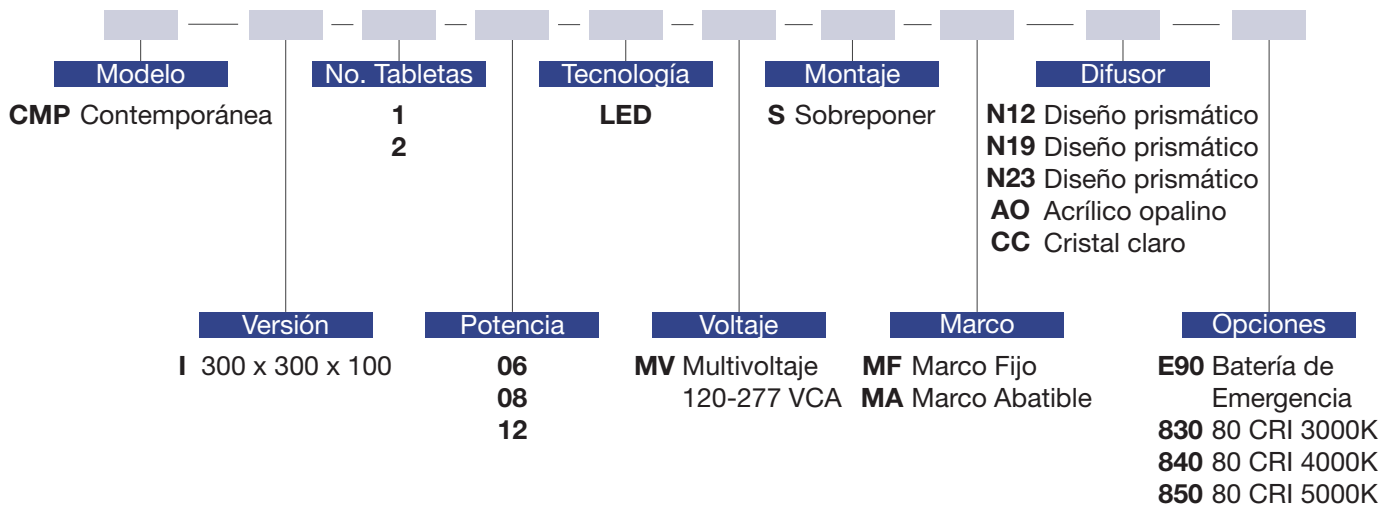 Modelo
CMP Contemporánea
No. Tabletas
1
2
Tecnología
LED
Montaje
S Sobreponer
Difusor
N12 Diseño prismático
N19 Diseño prismático
N23 Diseño prismático
AO Acrílico opalino
CC Cristal claro
Versión
I 300 x 300 x 100
Potencia
06
08
12
Voltaje
MV Multivoltaje
120-277 VCA
Marco
MF Marco Fijo
MA Marco Abatible
Opciones
E90 Batería de
Emergencia
830 80 CRI 3000K
840 80 CRI 4000K
850 80 CRI 5000K